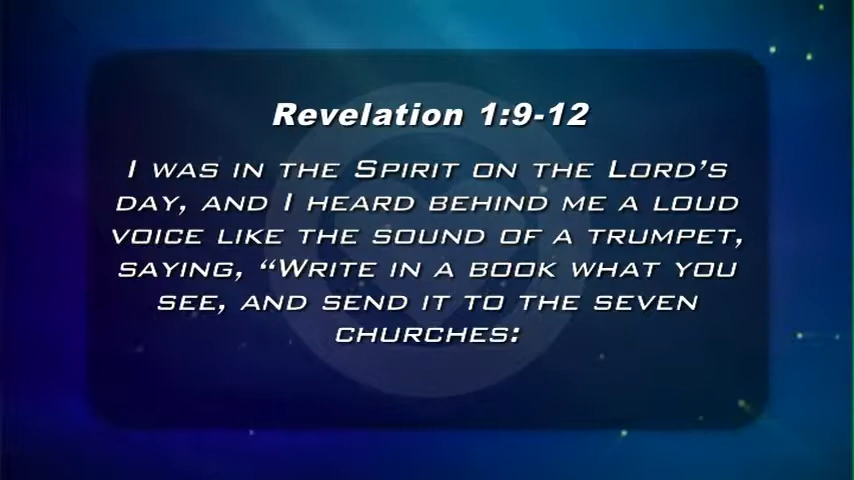 Revelation 1:9-12
I was in the Spirit on the Lord's
day, and I heard behind me a loud
voice like the sound of a trumpet,
saying, “Write in a book what you
see, and send it to the seven
churches: